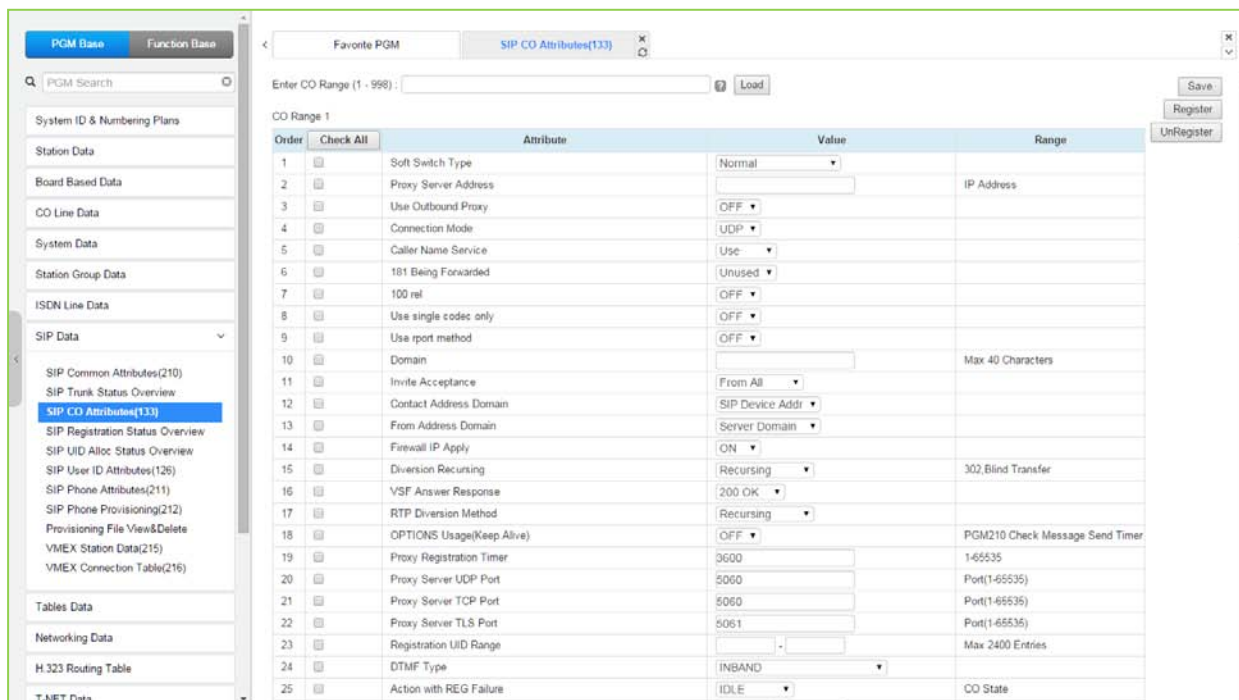 PGM Base Function Base
PGM Search
System ID & Numbering Plans
Station Data
Board Based Data
CO Line Data
System Data
Station Group Data
ISDN Line Data
SIP Data
SIP Common Attributes(210)
SIP Trunk Status Overview
SIP CO Attributes(133)
SIP Registration Status Overview
SIP UID Alloc Status Overview
SIP User ID Attributes(126)
SIP Phone Attributes(211)
SIP Phone Provisioning(212)
Provisioning File View&Delete
VMEX Station Data(215)
VMEX Connection Table(216)
Tables Data
Networking Data
H.323 Routing Table
T-NET Data
Favorite PGM SIP CO Attributes(133)
Enter CO Range (1 - 998) : Load
Save
Register
UnRegister
CO Range 1
Order Check All Attribute Value Range
1 Soft Switch Type Normal
2 Proxy Server Address IP Address
3 Use Outbound Proxy OFF
4 Connection Mode UDP
5 Caller Name Service Use
6 181 Being Forwarded Unused
7 100 rel OFF
8 Use single codec only OFF
9 Use rport method OFF
10 Domain Max 40 Characters
11 Invite Acceptance From All
12 Contact Address Domain SIP Device Addr
13 From Address Domain Server Domain
14 Firewall IP Apply ON
15 Diversion Recursing Recursing 302,Blind Transfer
16 VSF Answer Response 200 OK
17 RTP Diversion Method Recursing
18 OPTIONS Usage(Keep Alive) OFF PGM210 Check Message Send Timer
19 Proxy Registration Timer 3600 1-65535
20 Proxy Server UDP Port 5060 Port(1-65535)
21 Proxy Server TCP Port 5060 Port(1-65535)
22 Proxy Server TLS Port 5061 Port(1-65535)
23 Registration UID Range - Max 2400 Entries
24 DTMF Type INBAND
25 Action with REG Failure IDLE CO State